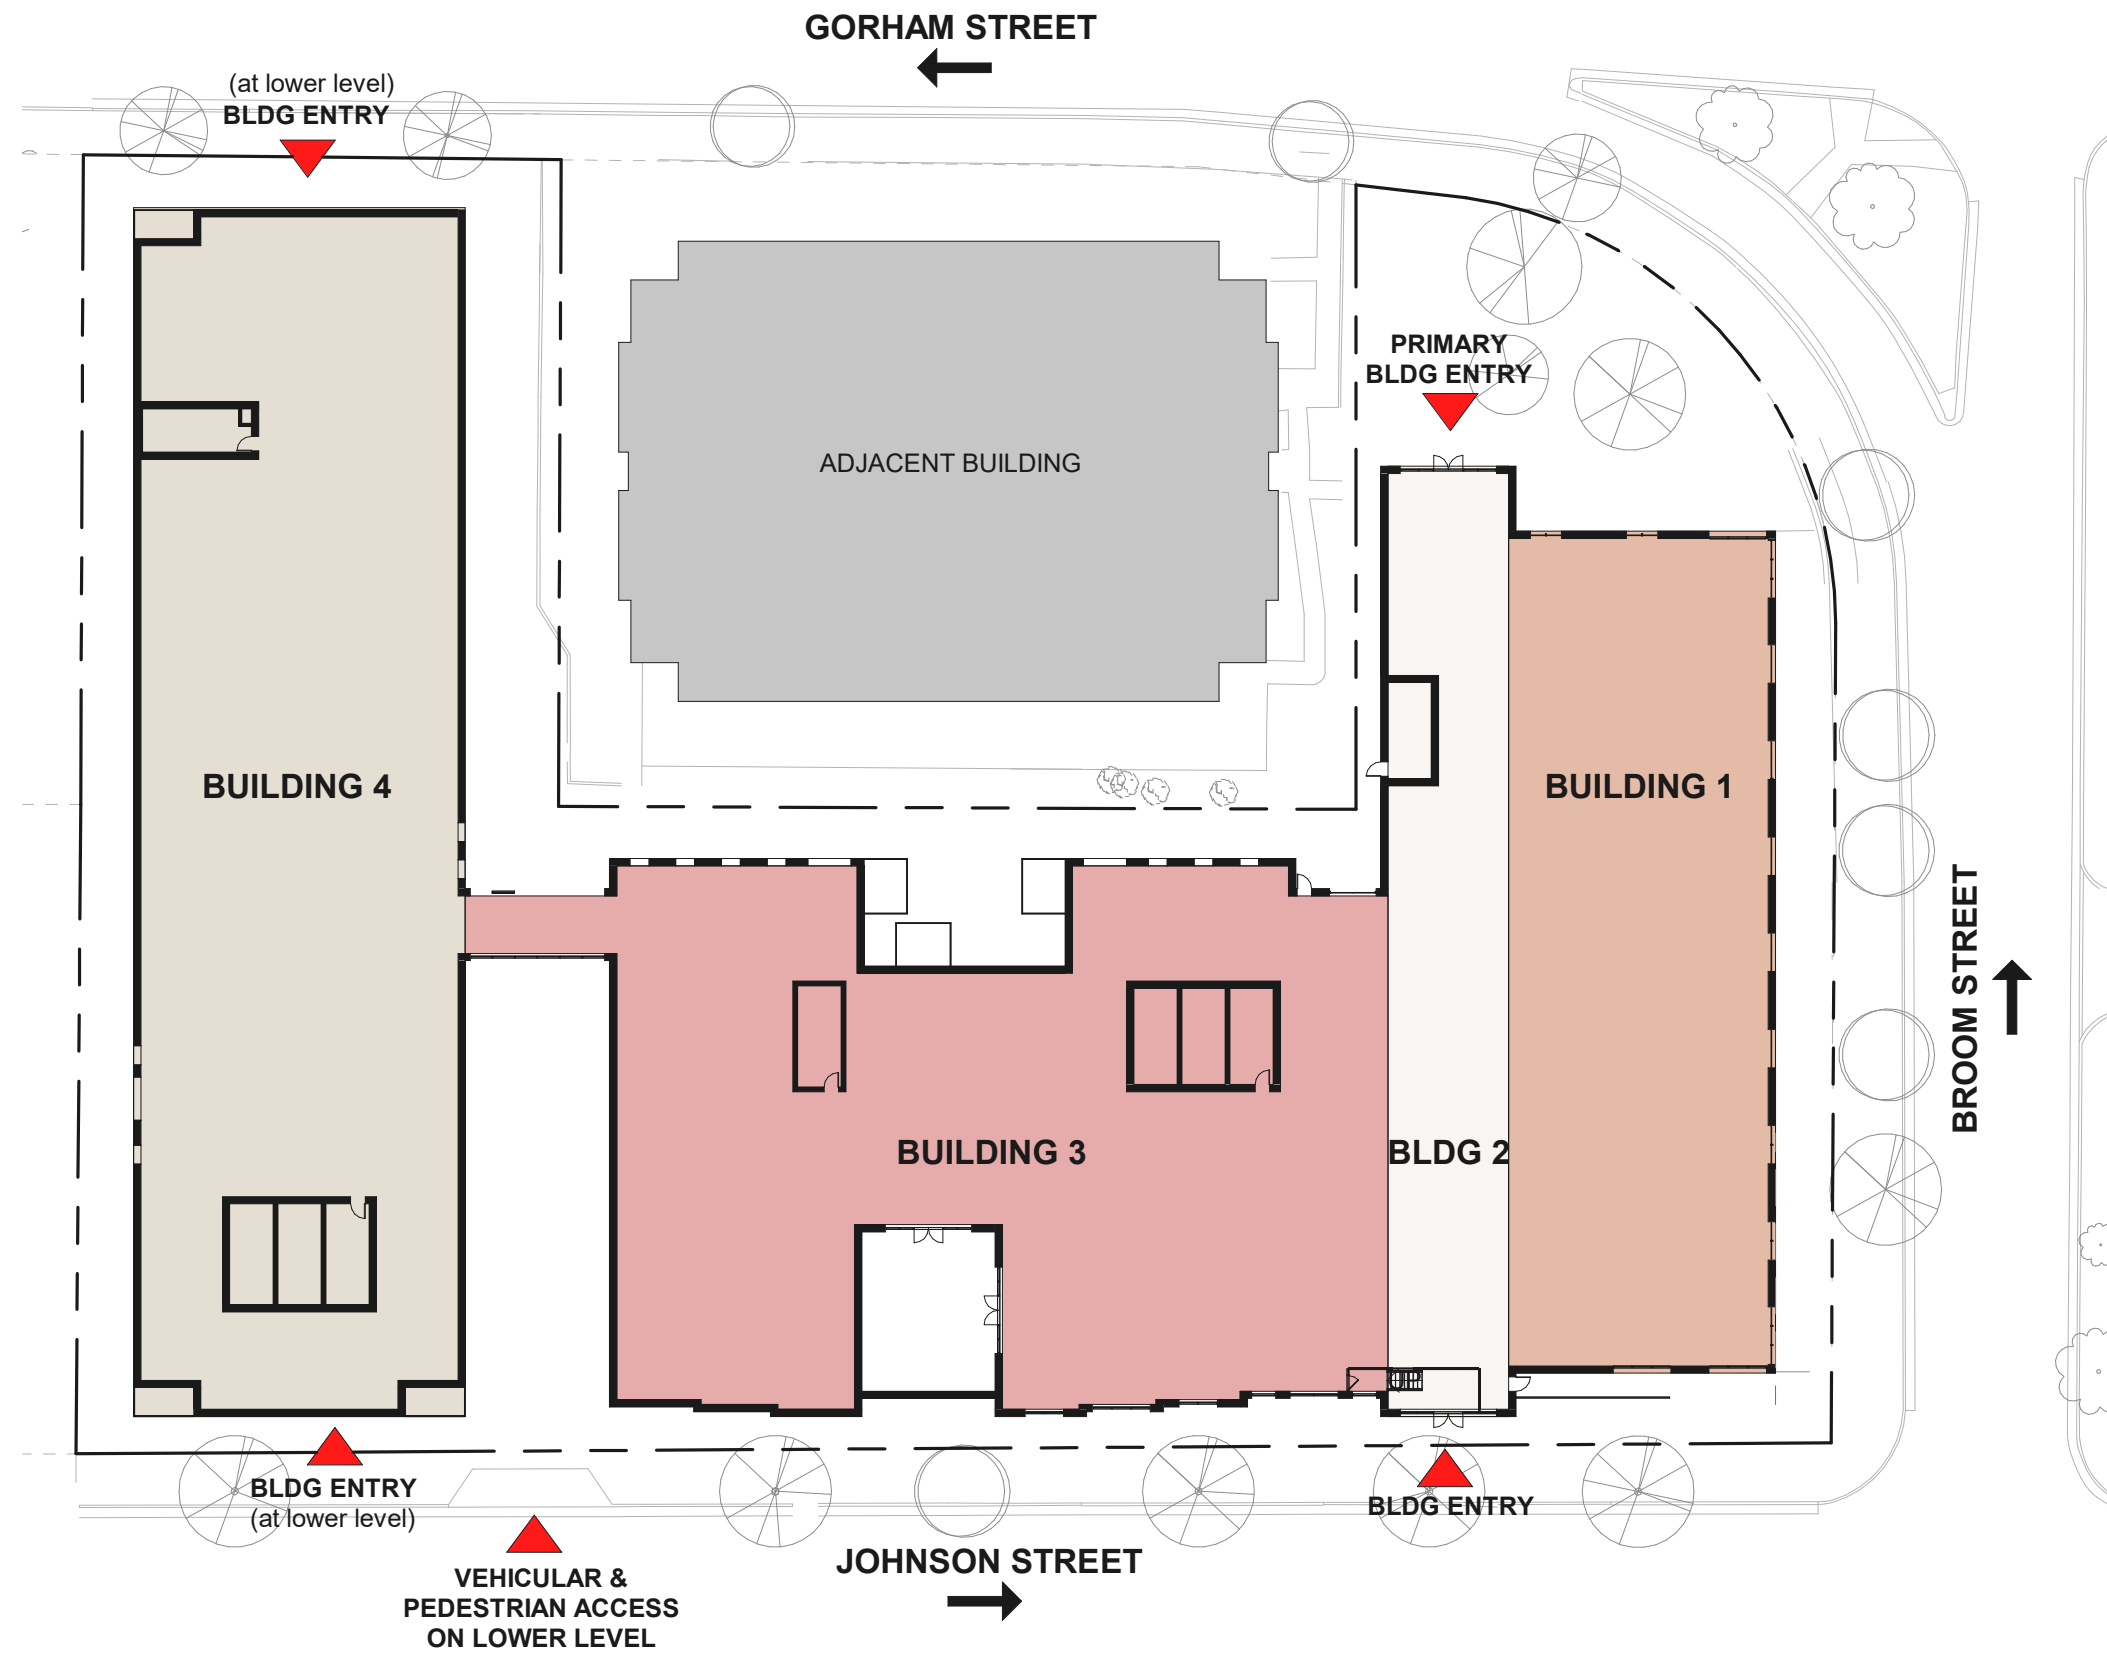 GORHAM STREET
(at lower level)
BLDG ENTRY
PRIMARY
BLDG ENTRY
ADJACENT BUILDING
BUILDING 4
BUILDING 1
BROOM STREET
BUILDING 3
BLDG 2
BLDG ENTRY
(at lower level)
BLDG ENTRY
JOHNSON STREET
VEHICULAR &
PEDESTRIAN ACCESS
ON LOWER LEVEL